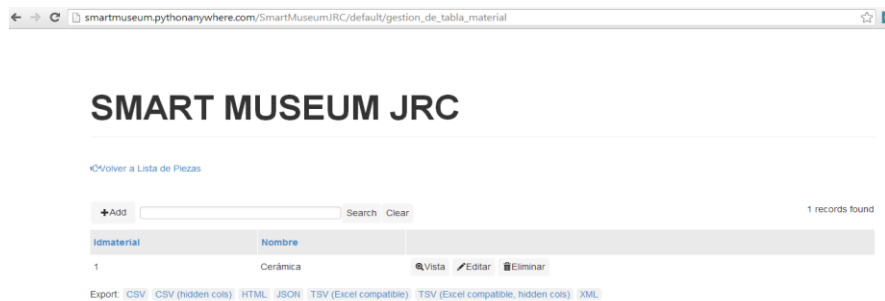 smartmuseum.pythonanywhere.com/SmartMuseumJRC/default/gestion_de_tabla_material
SMART MUSEUM JRC
Volver a Lista de Piezas
+Add Search Clear 1 records found
Idmaterial Nombre
1 Cerámica Vista Editar Eliminar
Export: CSV CSV (hidden cols) HTML JSON TSV (Excel compatible) TSV (Excel compatible, hidden cols) XML